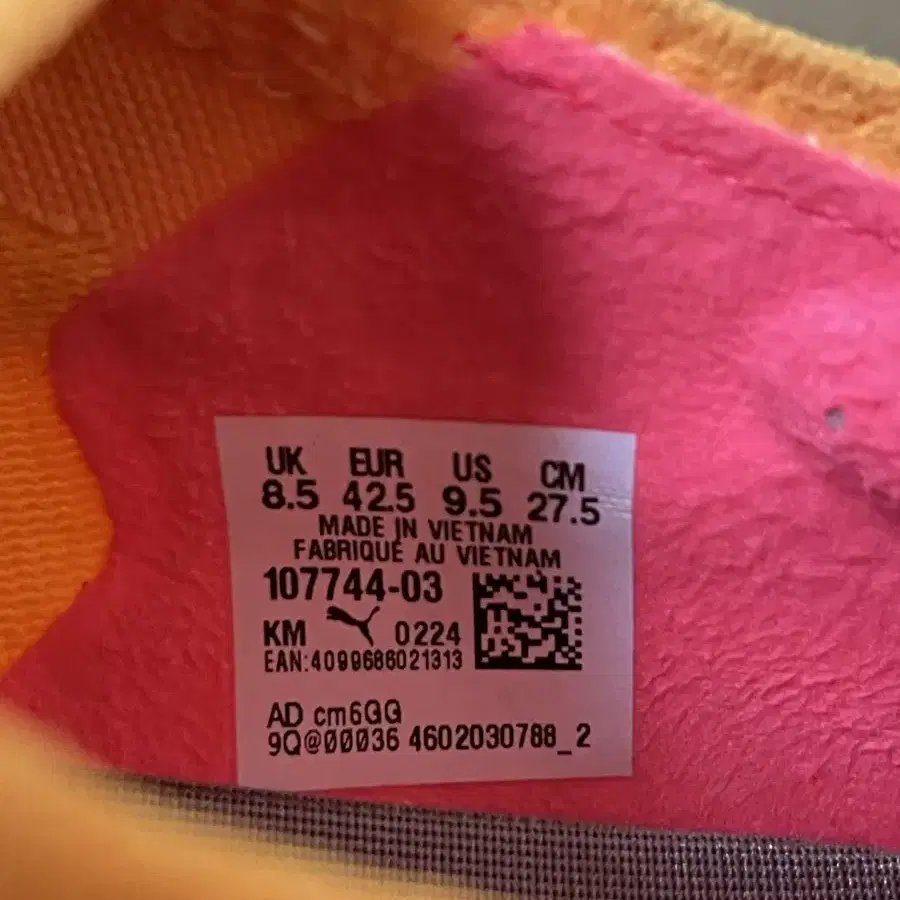 UK EUR US CM
8.5 42.5 9.5 27.5
MADE IN VIETNAM
FABRIQUÉ AU VIETNAM
107744-03
KM 0224
EAN:4099686021313
AD cm6GG
9Q@00036 4602030788_2